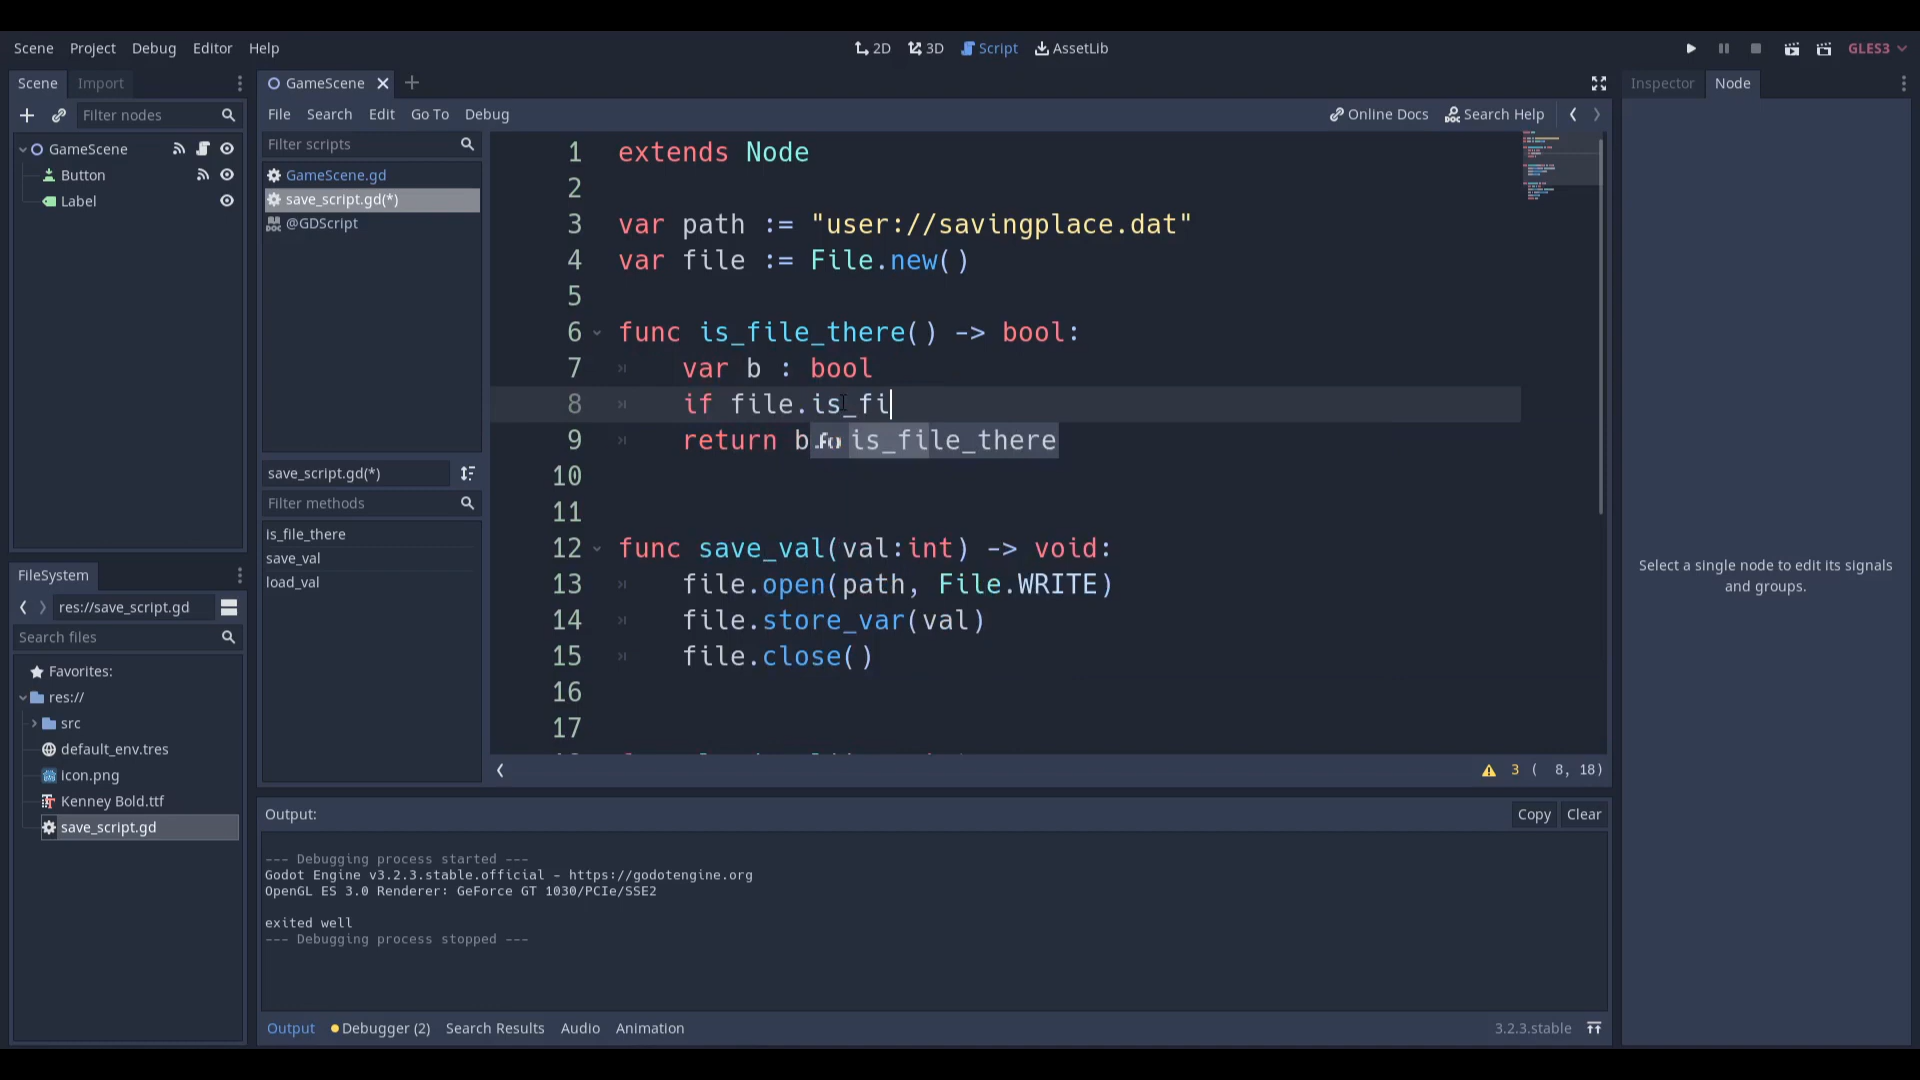 Scene Project Debug Editor Help
2D 3D Script AssetLib
GLES3
Scene Import
Filter nodes
GameScene
Button
Label
GameScene
File Search Edit Go To Debug
Online Docs Search Help
Filter scripts
GameScene.gd
save_script.gd(*)
@GDScript
save_script.gd(*)
Filter methods
is_file_there
save_val
load_val
1 extends Node
2
3 var path := "user://savingplace.dat"
4 var file := File.new()
5
6 func is_file_there() -> bool:
7 var b : bool
8 if file.is_fi
9 return b
is_file_there
10
11
12 func save_val(val:int) -> void:
13 file.open(path, File.WRITE)
14 file.store_var(val)
15 file.close()
16
17
3 ( 8, 18)
Inspector Node
Select a single node to edit its signals
and groups.
FileSystem
res://save_script.gd
Search files
Favorites:
res://
src
default_env.tres
icon.png
Kenney Bold.ttf
save_script.gd
Output:
Copy Clear
--- Debugging process started ---
Godot Engine v3.2.3.stable.official - https://godotengine.org
OpenGL ES 3.0 Renderer: GeForce GT 1030/PCIe/SSE2
exited well
--- Debugging process stopped ---
Output Debugger (2) Search Results Audio Animation
3.2.3.stable